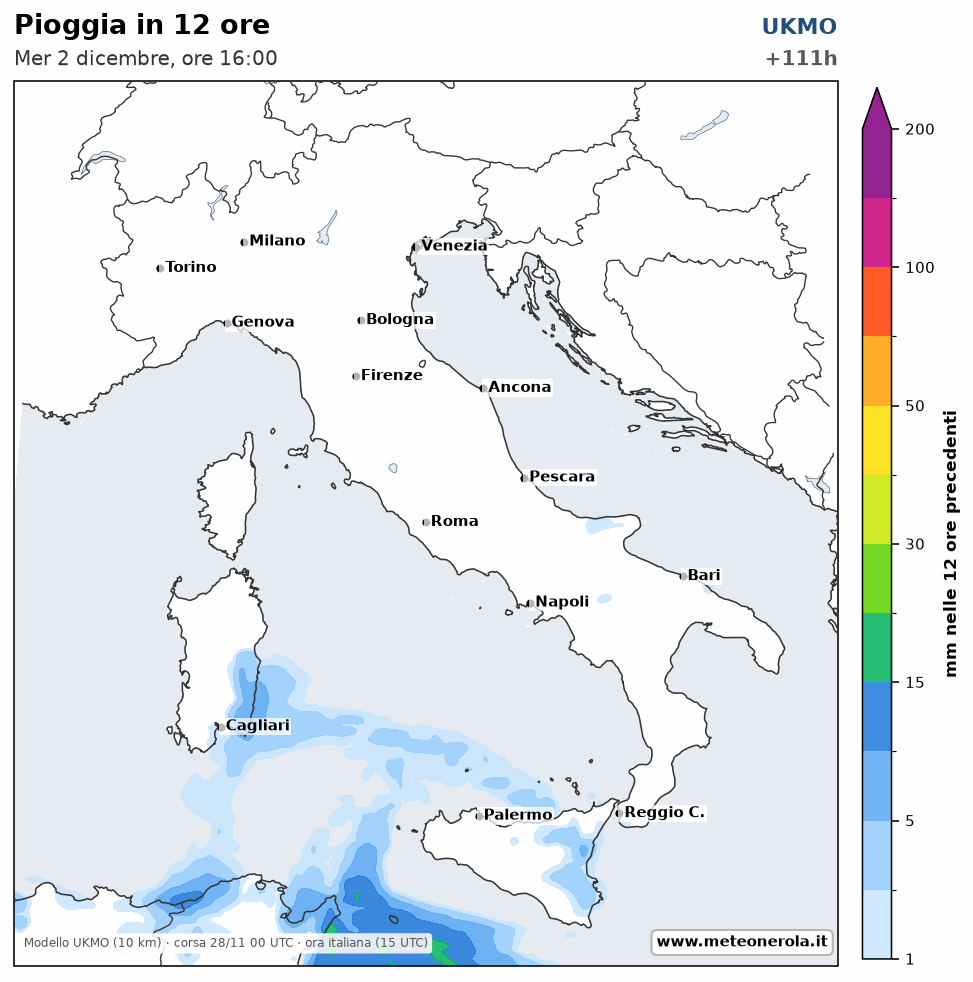 Pioggia in 12 ore
UKMO
Mer 2 dicembre, ore 16:00
+111h
200
100
50
30
15
5
1
mm nelle 12 ore precedenti
Milano
Venezia
Torino
Genova
Bologna
Firenze
Ancona
Pescara
Roma
Bari
Napoli
Cagliari
Palermo
Reggio C.
Modello UKMO (10 km) · corsa 28/11 00 UTC · ora italiana (15 UTC)
www.meteonerola.it